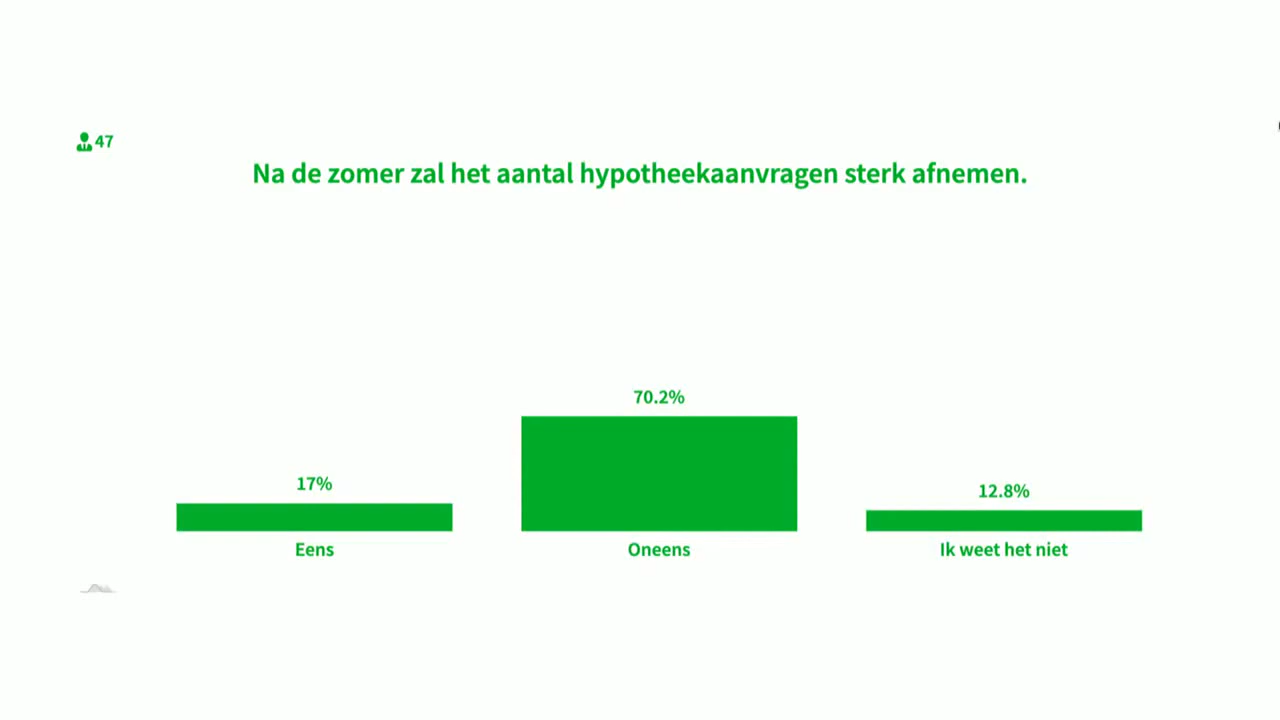 47
Na de zomer zal het aantal hypotheekaanvragen sterk afnemen.
70.2%
17%
12.8%
Eens
Oneens
Ik weet het niet